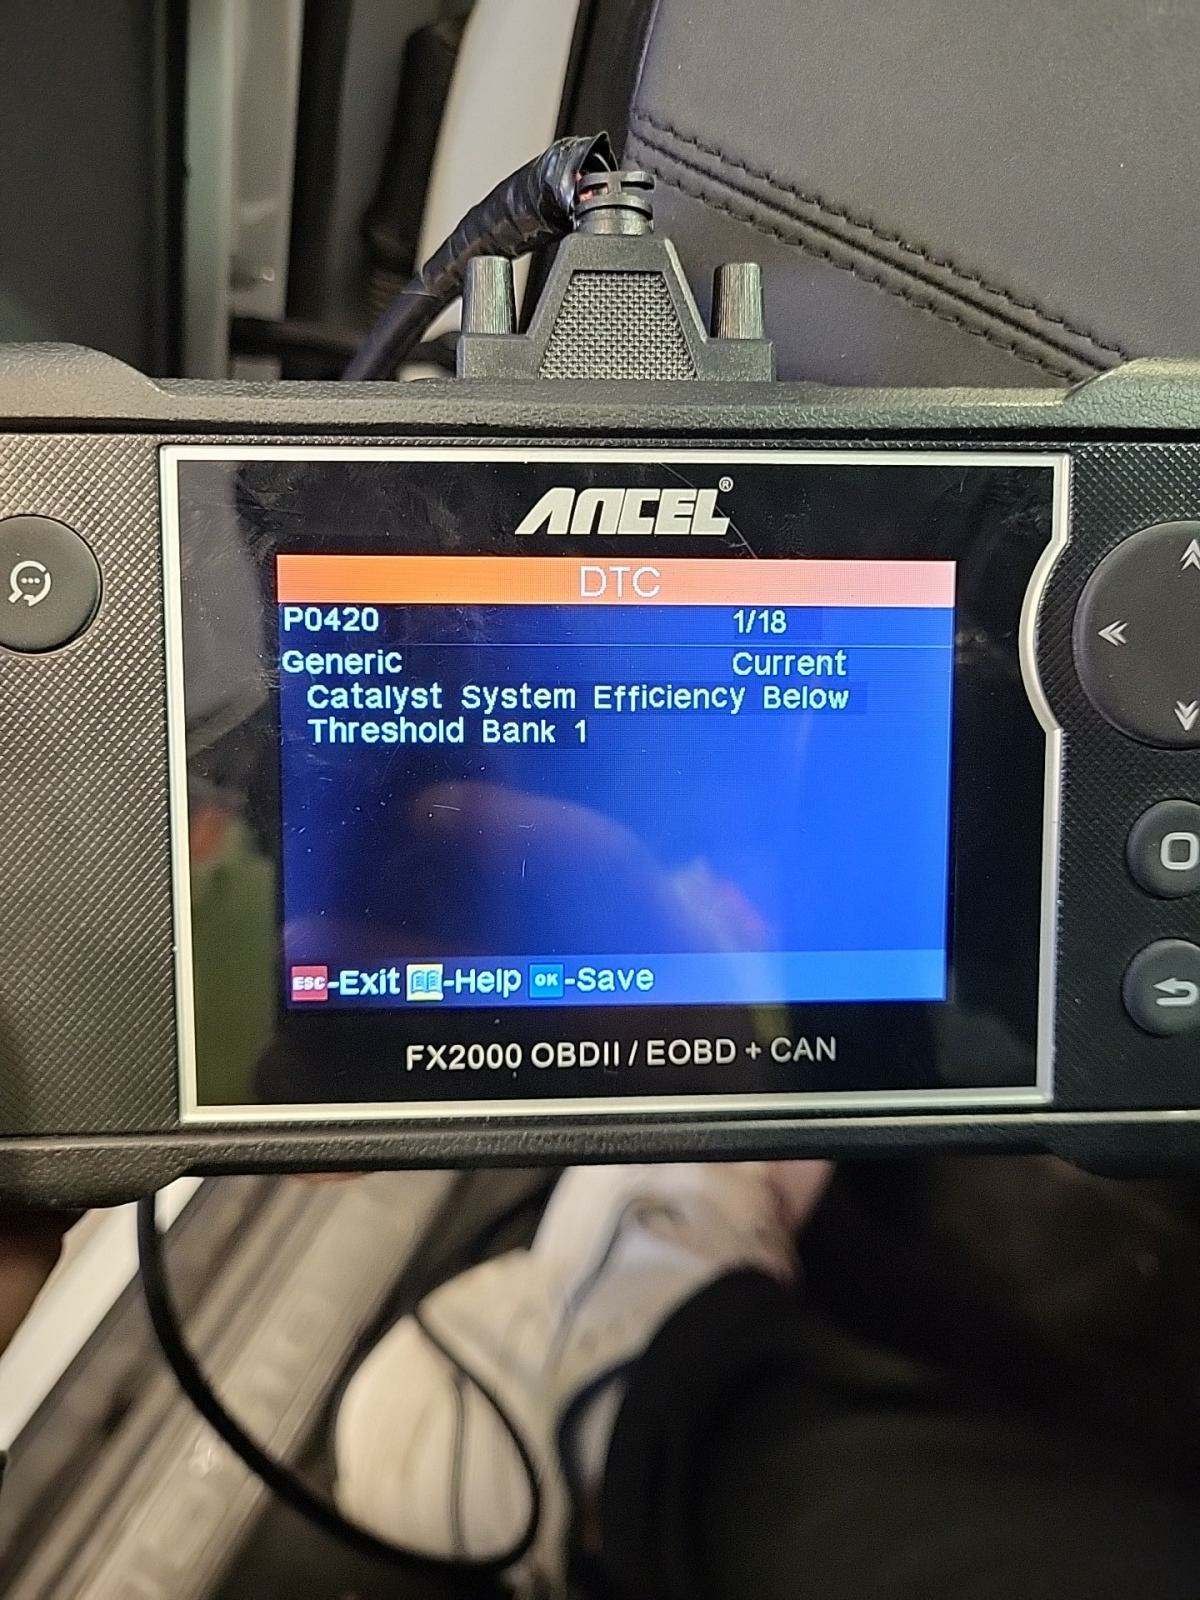 ANCEL®
DTC
P0420 1/18
Generic Current
Catalyst System Efficiency Below
Threshold Bank 1
ESC-Exit -Help OK-Save
FX2000 OBDII / EOBD + CAN